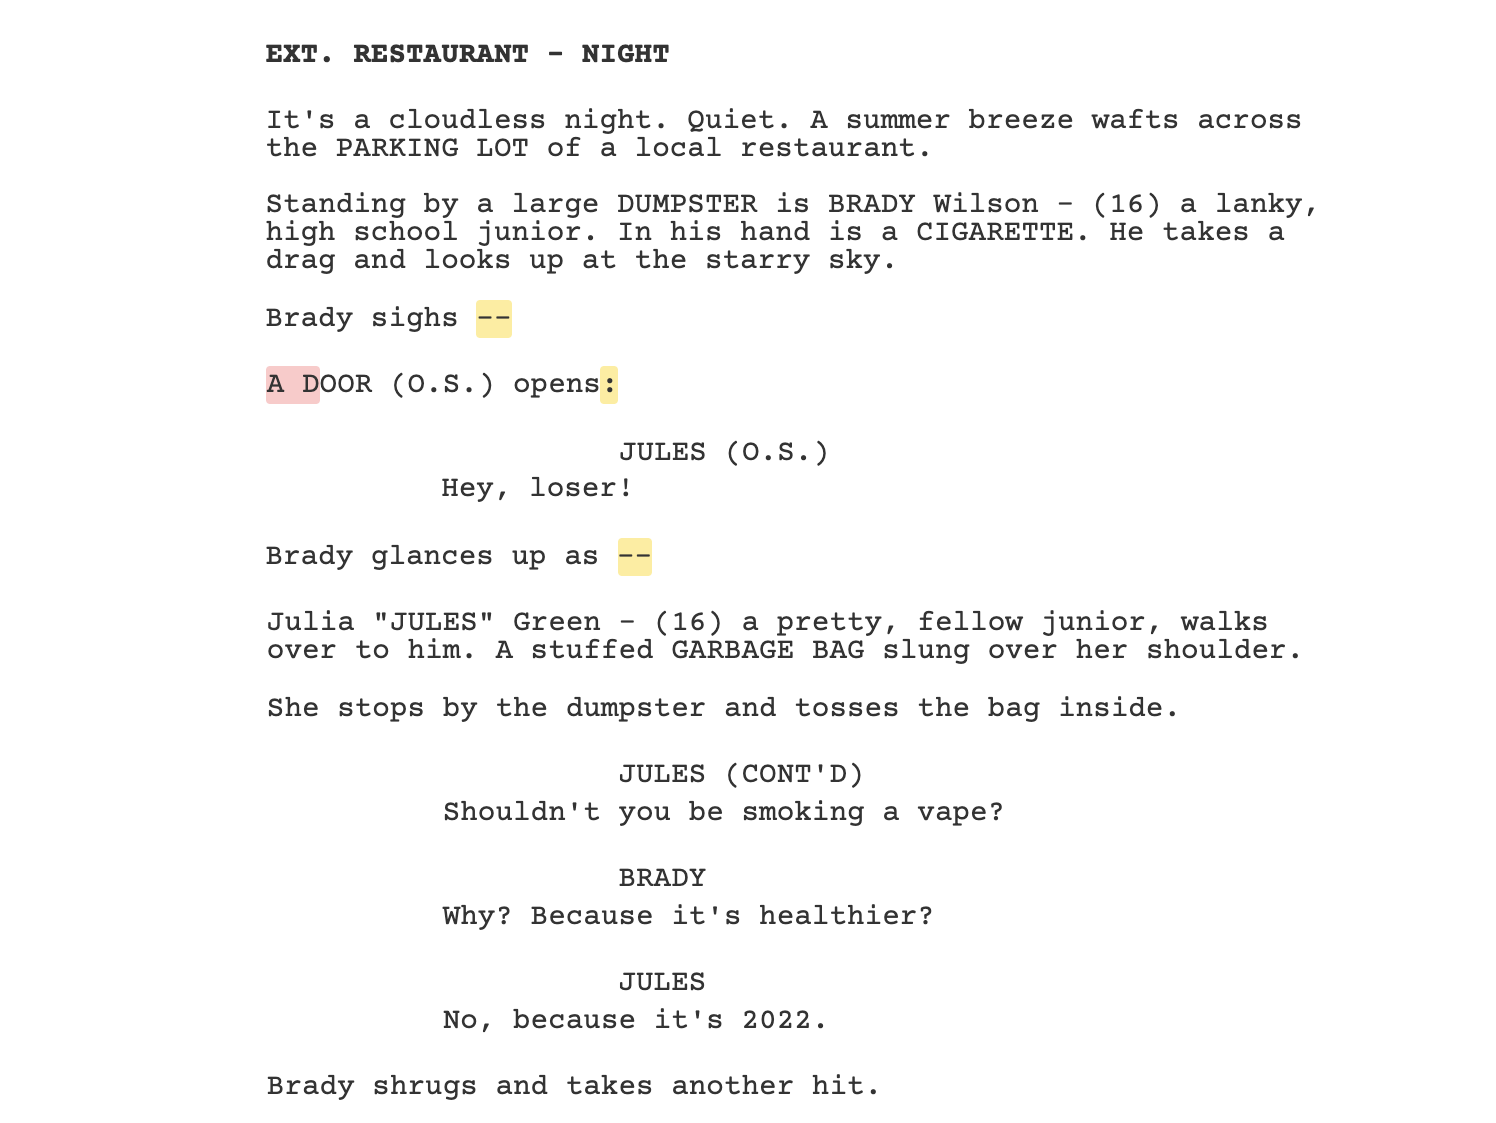 EXT. RESTAURANT - NIGHT
It's a cloudless night. Quiet. A summer breeze wafts across
the PARKING LOT of a local restaurant.
Standing by a large DUMPSTER is BRADY Wilson - (16) a lanky,
high school junior. In his hand is a CIGARETTE. He takes a
drag and looks up at the starry sky.
Brady sighs --
A DOOR (O.S.) opens:
JULES (O.S.)
Hey, loser!
Brady glances up as --
Julia "JULES" Green - (16) a pretty, fellow junior, walks
over to him. A stuffed GARBAGE BAG slung over her shoulder.
She stops by the dumpster and tosses the bag inside.
JULES (CONT'D)
Shouldn't you be smoking a vape?
BRADY
Why? Because it's healthier?
JULES
No, because it's 2022.
Brady shrugs and takes another hit.